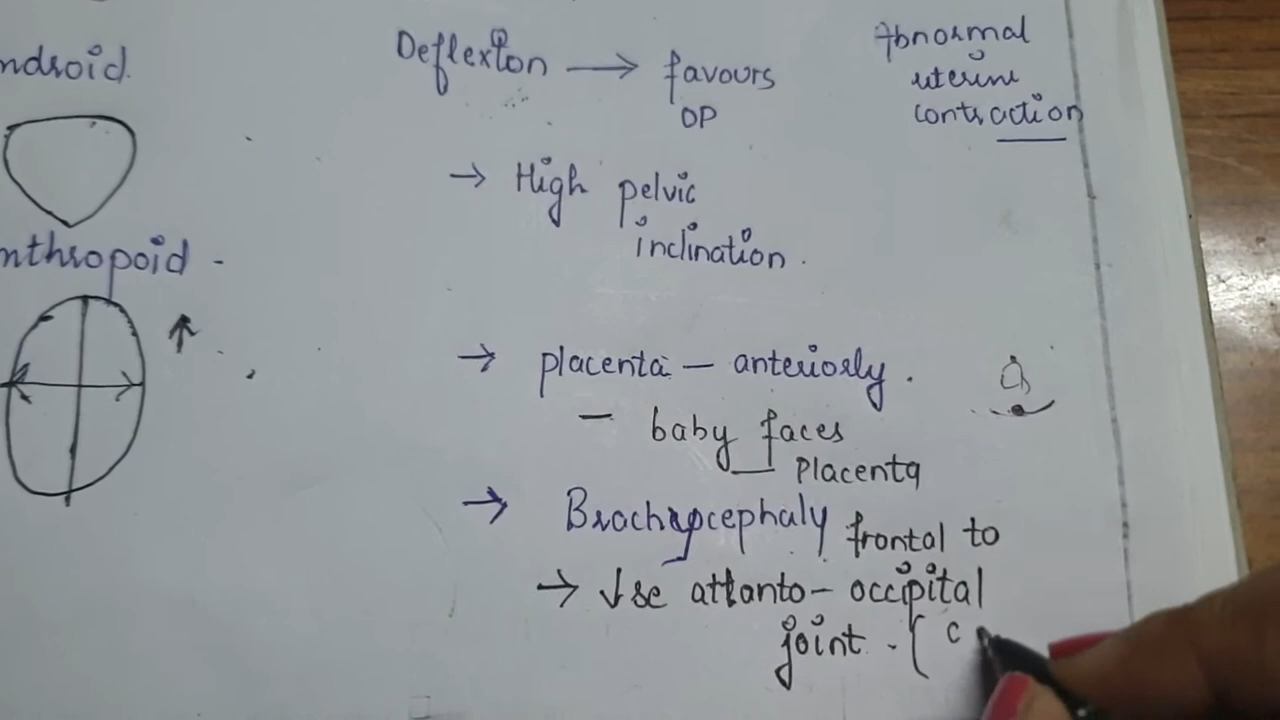 ndroid.
nthropoid -
Deflexion → favours
OP
→ High pelvic
inclination.
→ placenta - anteriorly.
- baby faces
placenta
→ Brachycephaly
→ ↓se attanto-occipital frontal to
joint. - [ C
Abnormal
uterine
contraction